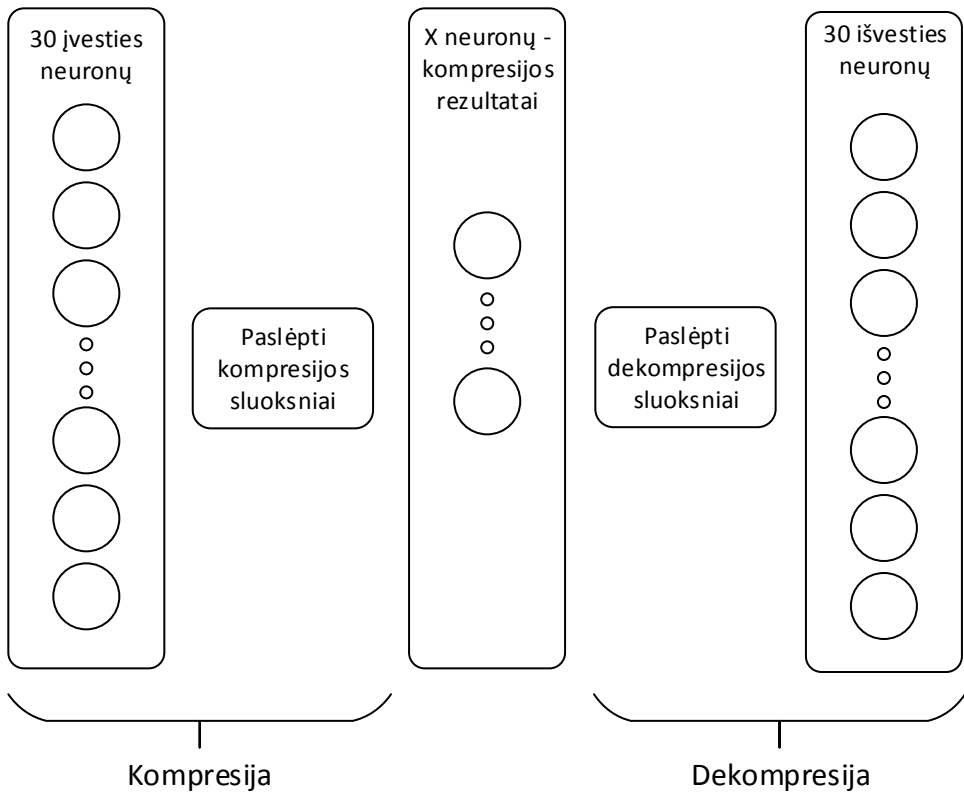 30 įvesties
neuronų
X neuronų -
kompresijos
rezultatai
30 išvesties
neuronų
Paslėpti
kompresijos
sluoksniai
Paslėpti
dekompresijos
sluoksniai
Kompresija
Dekompresija